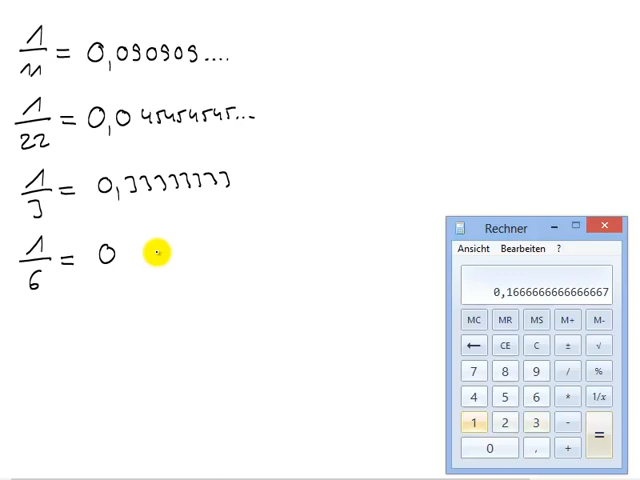 1/11 = 0,090909....
1/22 = 0,045454545...
1/3 = 0,33333333
1/6 = 0
Rechner
Ansicht Bearbeiten ?
0,1666666666666667
MC MR MS M+ M-
← CE C ± √
7 8 9 / %
4 5 6 * 1/x
1 2 3 - =
0 , +